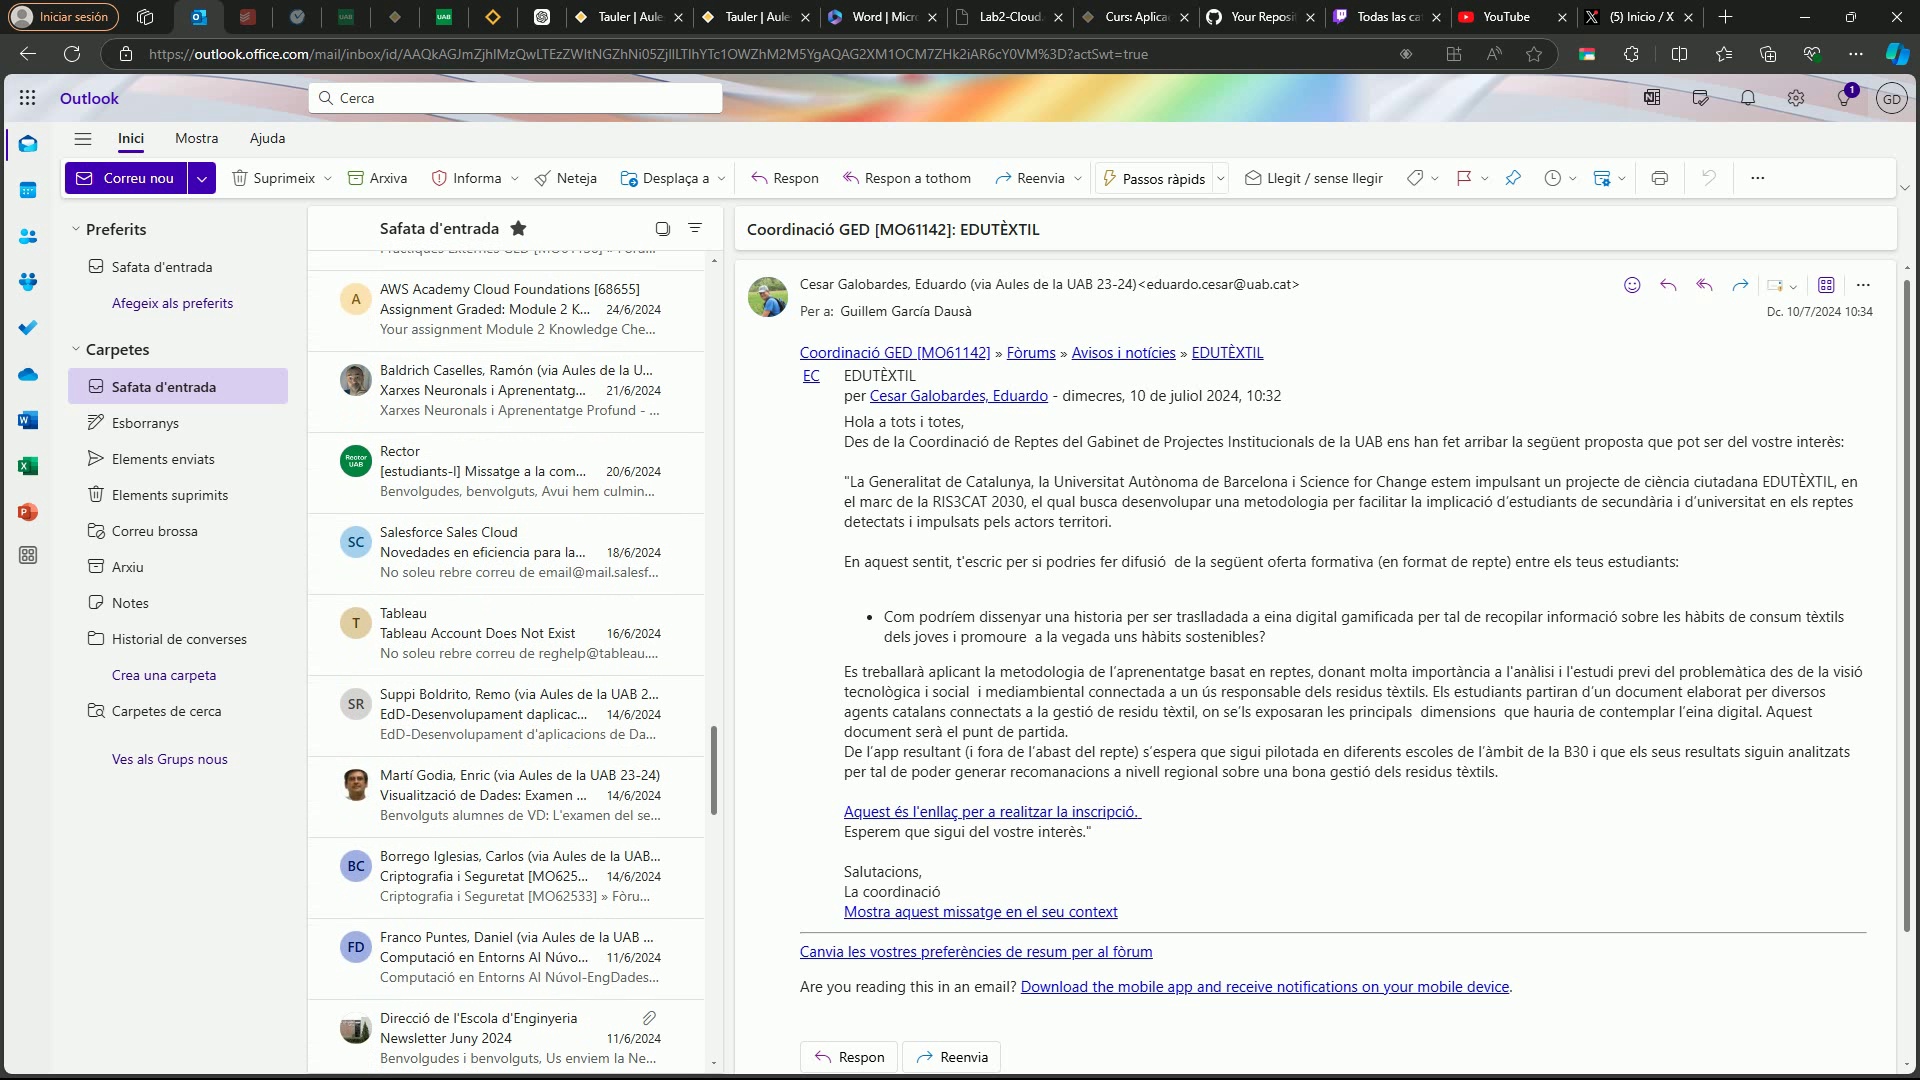 Iniciar sesión
Tauler | Aule
Tauler | Aule
Word | Micr
Lab2-Cloud
Curs: Aplica
Your Reposit
Todas las ca
YouTube
(5) Inicio / X
Outlook
Cerca
GD
1
Inici
Mostra
Ajuda
Correu nou
Suprimeix
Arxiva
Informa
Neteja
Desplaça a
Respon
Respon a tothom
Reenvia
Passos ràpids
Llegit / sense llegir
Preferits
Safata d'entrada
Afegeix als preferits
Carpetes
Safata d'entrada
Esborranys
Elements enviats
Elements suprimits
Correu brossa
Arxiu
Notes
Historial de converses
Crea una carpeta
Carpetes de cerca
Ves als Grups nous
Safata d'entrada
A
AWS Academy Cloud Foundations [68655]
Assignment Graded: Module 2 K... 24/6/2024
Your assignment Module 2 Knowledge Che...
Baldrich Caselles, Ramón (via Aules de la U...
Xarxes Neuronals i Aprenentatg... 21/6/2024
Xarxes Neuronals i Aprenentatge Profund - ...
Rector UAB
Rector
[estudiants-l] Missatge a la com... 20/6/2024
Benvolgudes, benvolguts, Avui hem culmin...
SC
Salesforce Sales Cloud
Novedades en eficiencia para la... 18/6/2024
No soleu rebre correu de email@mail.salesf...
T
Tableau
Tableau Account Does Not Exist 16/6/2024
No soleu rebre correu de reghelp@tableau....
SR
Suppi Boldrito, Remo (via Aules de la UAB 2...
EdD-Desenvolupament daplicac... 14/6/2024
EdD-Desenvolupament d'aplicacions de Da...
Martí Godia, Enric (via Aules de la UAB 23-24)
Visualització de Dades: Examen ... 14/6/2024
Benvolguts alumnes de VD: L'examen del se...
BC
Borrego Iglesias, Carlos (via Aules de la UAB...
Criptografia i Seguretat [MO625... 14/6/2024
Criptografia i Seguretat [MO62533] » Fòru...
FD
Franco Puntes, Daniel (via Aules de la UAB ...
Computació en Entorns Al Núvo... 11/6/2024
Computació en Entorns Al Núvol-EngDades...
Direcció de l'Escola d'Enginyeria
Newsletter Juny 2024 11/6/2024
Benvolgudes i benvolguts, Us enviem la Ne...
Coordinació GED [MO61142]: EDUTÈXTIL
Cesar Galobardes, Eduardo (via Aules de la UAB 23-24)<eduardo.cesar@uab.cat>
Per a: Guillem García Dausà
Dc. 10/7/2024 10:34
Coordinació GED [MO61142] » Fòrums » Avisos i notícies » EDUTÈXTIL
EC EDUTÈXTIL
per Cesar Galobardes, Eduardo - dimecres, 10 de juliol 2024, 10:32
Hola a tots i totes,
Des de la Coordinació de Reptes del Gabinet de Projectes Institucionals de la UAB ens han fet arribar la següent proposta que pot ser del vostre interès:
"La Generalitat de Catalunya, la Universitat Autònoma de Barcelona i Science for Change estem impulsant un projecte de ciència ciutadana EDUTÈXTIL, en
el marc de la RIS3CAT 2030, el qual busca desenvolupar una metodologia per facilitar la implicació d'estudiants de secundària i d'universitat en els reptes
detectats i impulsats pels actors territori.
En aquest sentit, t'escric per si podries fer difusió de la següent oferta formativa (en format de repte) entre els teus estudiants:
• Com podríem dissenyar una historia per ser traslladada a eina digital gamificada per tal de recopilar informació sobre les hàbits de consum tèxtils
dels joves i promoure a la vegada uns hàbits sostenibles?
Es treballarà aplicant la metodologia de l'aprenentatge basat en reptes, donant molta importància a l'anàlisi i l'estudi previ del problemàtica des de la visió
tecnològica i social i mediambiental connectada a un ús responsable dels residus tèxtils. Els estudiants partiran d'un document elaborat per diversos
agents catalans connectats a la gestió de residu tèxtil, on se'ls exposaran les principals dimensions que hauria de contemplar l'eina digital. Aquest
document serà el punt de partida.
De l'app resultant (i fora de l'abast del repte) s'espera que sigui pilotada en diferents escoles de l'àmbit de la B30 i que els seus resultats siguin analitzats
per tal de poder generar recomanacions a nivell regional sobre una bona gestió dels residus tèxtils.
Aquest és l'enllaç per a realitzar la inscripció.
Esperem que sigui del vostre interès."
Salutacions,
La coordinació
Mostra aquest missatge en el seu context
Canvia les vostres preferències de resum per al fòrum
Are you reading this in an email? Download the mobile app and receive notifications on your mobile device.
Respon
Reenvia